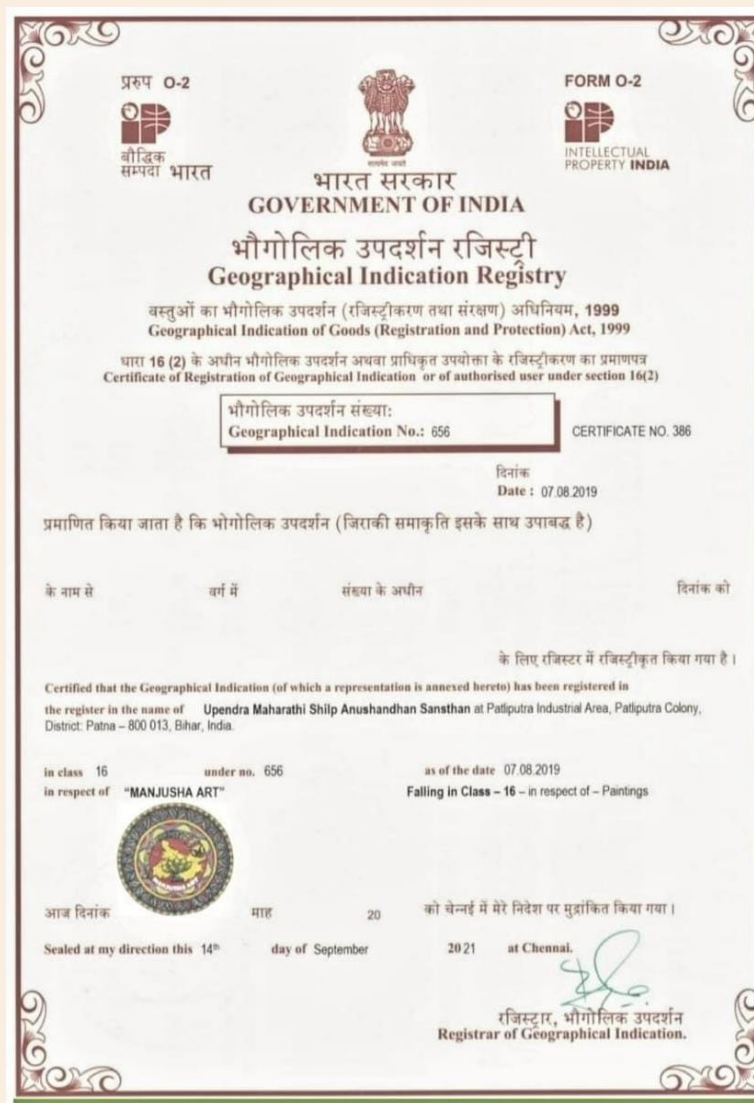 प्ररुप O-2
FORM O-2
बौद्धिक
सम्पदा भारत
INTELLECTUAL
PROPERTY INDIA
सत्यमेव जयते
भारत सरकार
GOVERNMENT OF INDIA
भौगोलिक उपदर्शन रजिस्ट्री
Geographical Indication Registry
वस्तुओं का भौगोलिक उपदर्शन (रजिस्ट्रीकरण तथा संरक्षण) अधिनियम, 1999
Geographical Indication of Goods (Registration and Protection) Act, 1999
धारा 16 (2) के अधीन भौगोलिक उपदर्शन अथवा प्राधिकृत उपयोक्ता के रजिस्ट्रीकरण का प्रमाणपत्र
Certificate of Registration of Geographical Indication or of authorised user under section 16(2)
भौगोलिक उपदर्शन संख्या:
Geographical Indication No.: 656
CERTIFICATE NO. 386
दिनांक
Date : 07.08.2019
प्रमाणित किया जाता है कि भोगोलिक उपदर्शन (जिराकी समाकृति इसके साथ उपाबद्ध है)
के नाम से वर्ग में संख्या के अधीन दिनांक को
के लिए रजिस्टर में रजिस्ट्रीकृत किया गया है।
Certified that the Geographical Indication (of which a representation is annexed hereto) has been registered in
the register in the name of Upendra Maharathi Shilp Anushandhan Sansthan at Patliputra Industrial Area, Patliputra Colony,
District: Patna – 800 013, Bihar, India.
in class 16 under no. 656 as of the date 07.08.2019
in respect of "MANJUSHA ART" Falling in Class – 16 – in respect of – Paintings
MANJUSHA ART
आज दिनांक माह 20 को चेन्नई में मेरे निदेश पर मुद्रांकित किया गया।
Sealed at my direction this 14th day of September 2021 at Chennai.
रजिस्ट्रार, भौगोलिक उपदर्शन
Registrar of Geographical Indication.